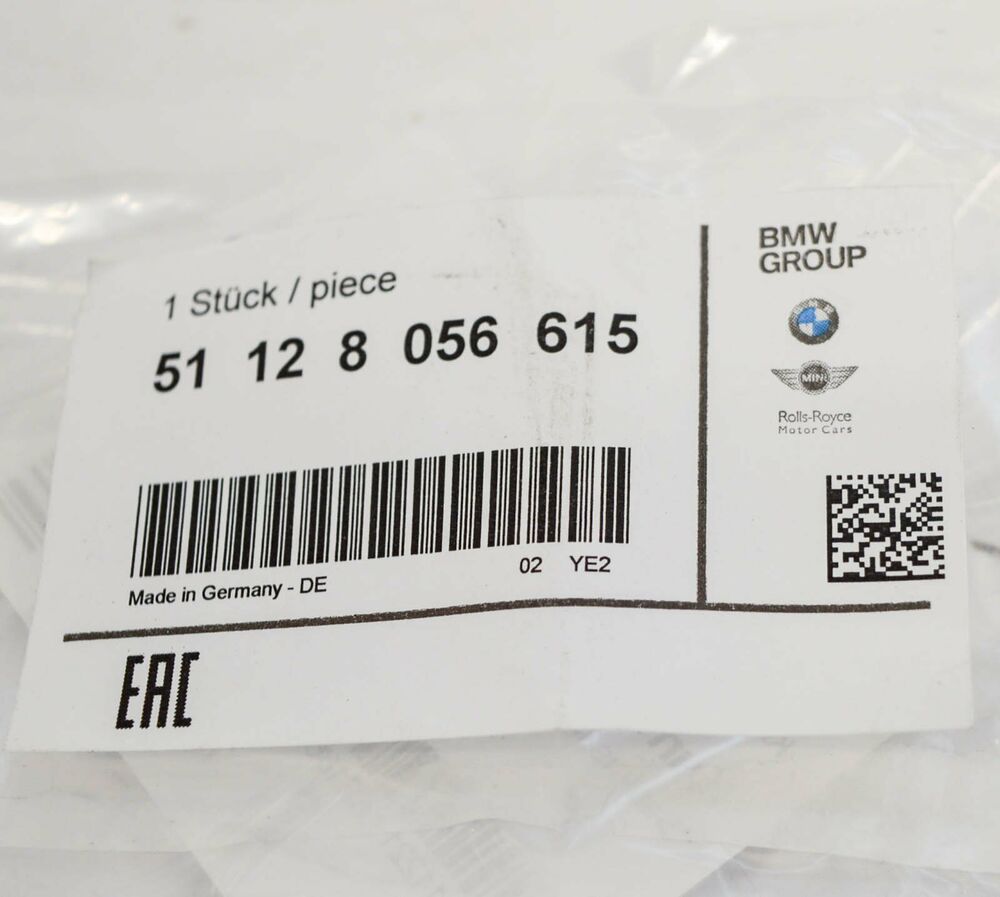 1 Stück / piece
51 12 8 056 615
Made in Germany - DE
02 YE2
EAC
BMW
GROUP
MINI
Rolls-Royce
Motor Cars